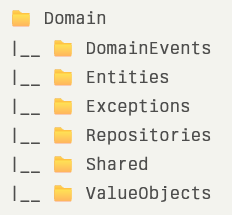 Domain
|__ DomainEvents
|__ Entities
|__ Exceptions
|__ Repositories
|__ Shared
|__ ValueObjects